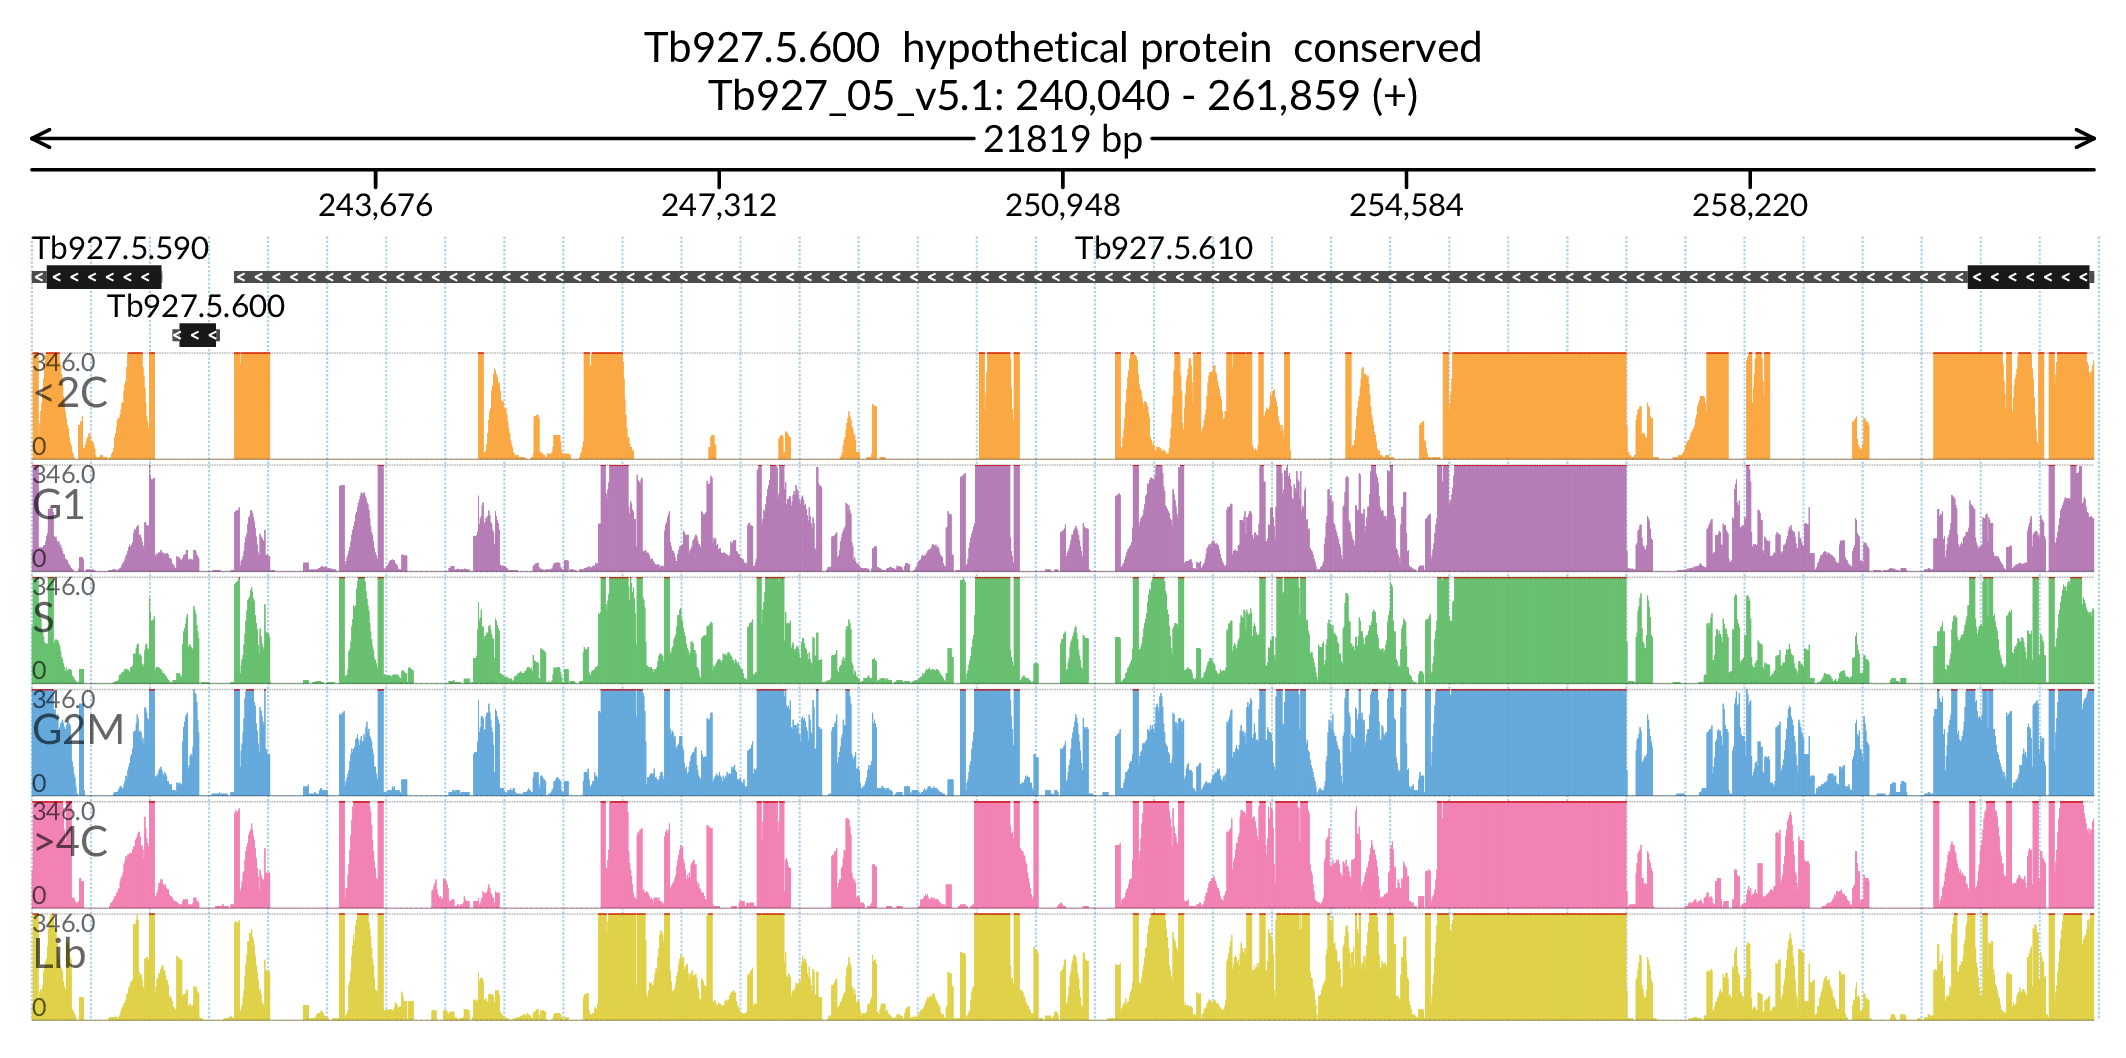 Tb927.5.600  hypothetical protein  conserved
Tb927_05_v5.1: 240,040 - 261,859 (+)
21819 bp
243,676 247,312 250,948 254,584 258,220
Tb927.5.590 Tb927.5.610
Tb927.5.600
346.0
<2C
0
346.0
G1
0
346.0
S
0
346.0
G2M
0
346.0
>4C
0
346.0
Lib
0